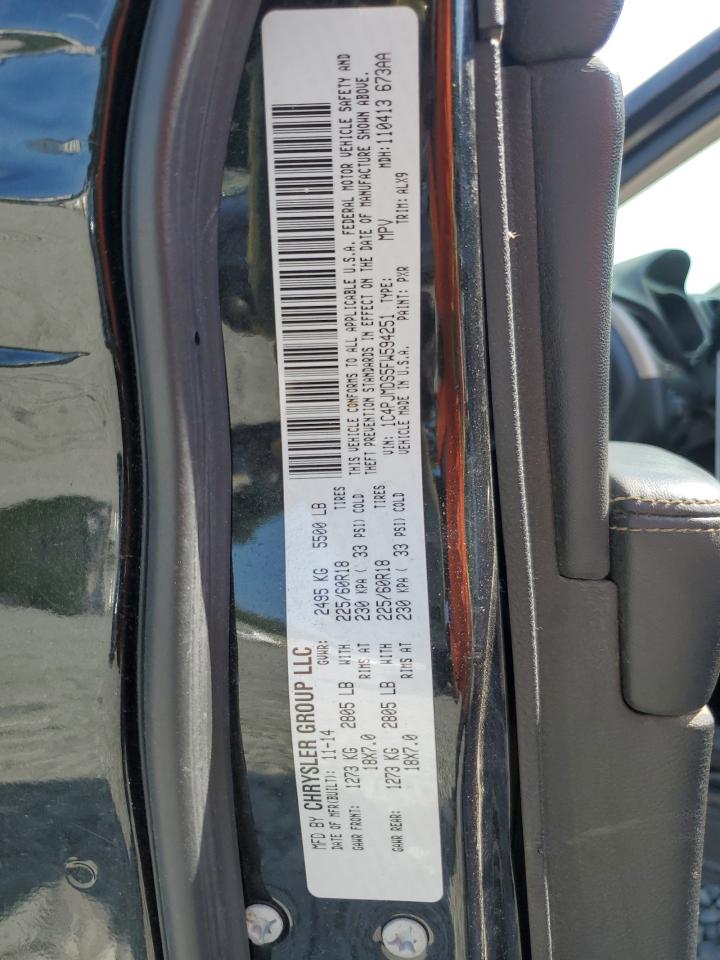 MFD BY CHRYSLER GROUP LLC
DATE OF MFR(BUILT): 11-14 GVWR: 2495 KG 5500 LB
GAWR FRONT: 1273 KG 2805 LB WITH 225/60R18 TIRES
18X7.0 RIMS AT 230 KPA ( 33 PSI) COLD
GAWR REAR: 1273 KG 2805 LB WITH 225/60R18 TIRES
18X7.0 RIMS AT 230 KPA ( 33 PSI) COLD
THIS VEHICLE CONFORMS TO ALL APPLICABLE U.S.A. FEDERAL MOTOR VEHICLE SAFETY AND
THEFT PREVENTION STANDARDS IN EFFECT ON THE DATE OF MANUFACTURE SHOWN ABOVE.
VIN: 1C4PJMDS5FW594251 TYPE: MPV MDH:110413 673AA
VEHICLE MADE IN U.S.A. PAINT: PXR TRIM: ALX9